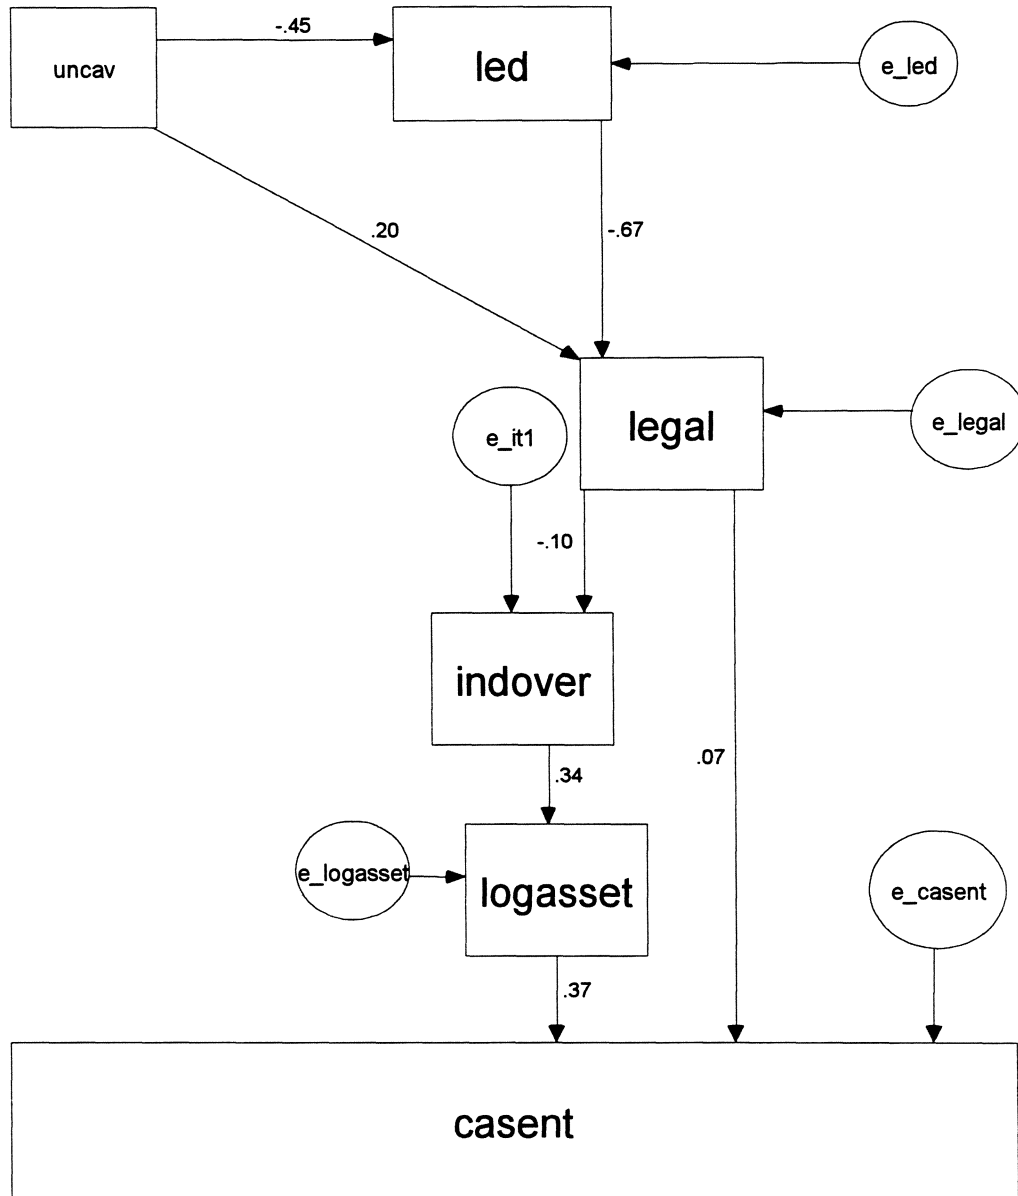 -.45
uncav
led
e_led
.20
-.67
legal
e_legal
e_it1
-.10
indover
.07
.34
e_logasset
logasset
e_casent
.37
casent